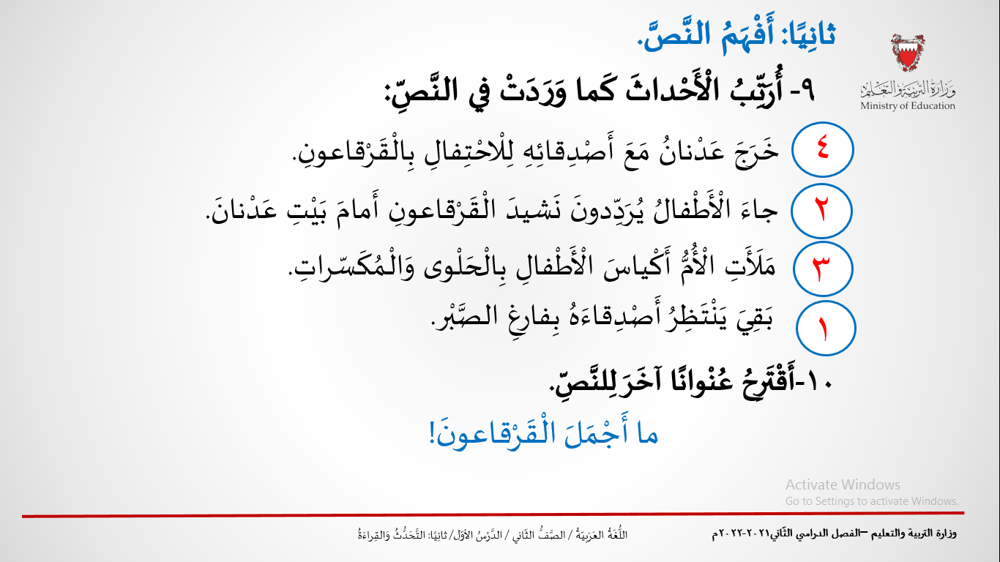 ثانِيًا: أَفْهَمُ النَّصَّ.
وزارة التربية والتعليم
Ministry of Education
٩- أُرَتِّبُ الْأَحْداثَ كَما وَرَدَتْ في النَّصِّ:
٤ خَرَجَ عَدْنانُ مَعَ أَصْدِقائِهِ لِلْاحْتِفالِ بِالْقَرْقاعونِ.
٢ جاءَ الْأَطْفالُ يُرَدِّدونَ نَشيدَ الْقَرْقاعونِ أَمامَ بَيْتِ عَدْنانَ.
٣ مَلَأَتِ الْأُمُّ أَكْياسَ الْأَطْفالِ بِالْحَلْوى وَالْمُكَسّراتِ.
١ بَقِيَ يَنْتَظِرُ أَصْدِقاءَهُ بِفارِغِ الصَّبْر.
١٠-أَقْتَرِحُ عُنْوانًا آخَرَ لِلنَّصِّ.
ما أَجْمَلَ الْقَرْقاعونَ!
Activate Windows
Go to Settings to activate Windows.
وزارة التربية والتعليم –الفصل الدراسي الثّاني٢٠٢١-٢٠٢٢م
اللُّغَةُ العَرَبِيّةُ / الصَّفُّ الثّاني / الدَّرْسُ الأوّل/ ثانِيًا: التَّحَدُّثُ وَالقِراءَةُ